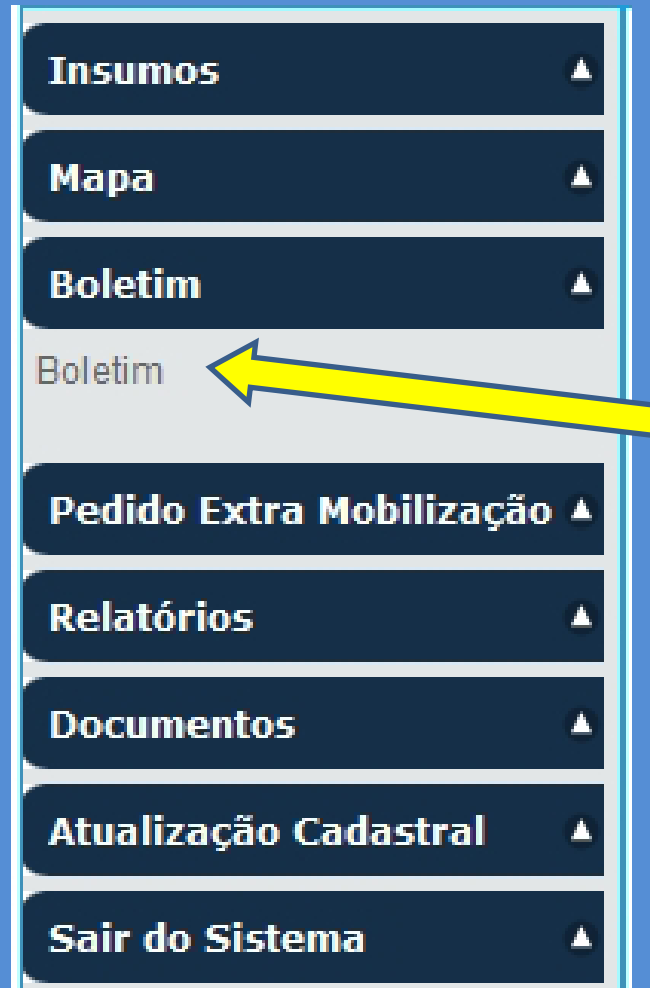 Insumos
Mapa
Boletim
Boletim
Pedido Extra Mobilização
Relatórios
Documentos
Atualização Cadastral
Sair do Sistema